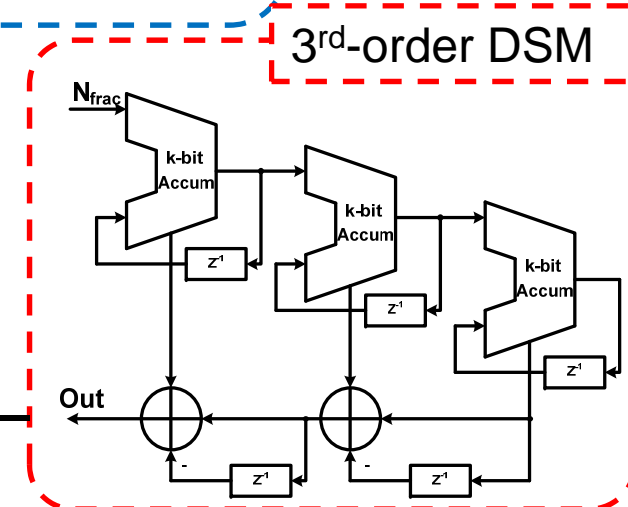 3rd-order DSM
Nfrac
k-bit
Accum
k-bit
Accum
k-bit
Accum
z-1
z-1
z-1
Out
-
z-1
-
z-1